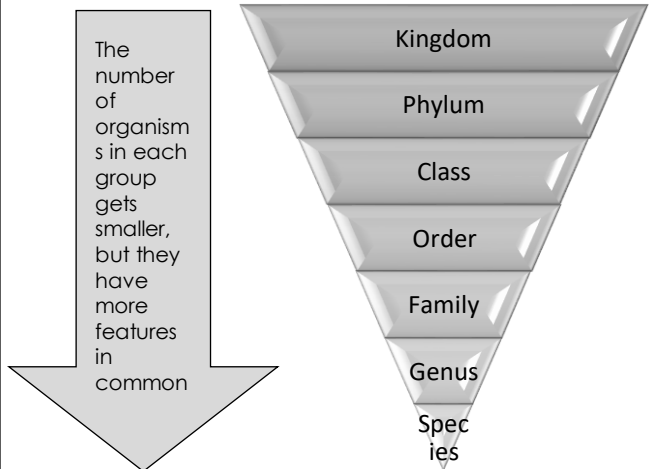 The
number
of
organism
s in each
group
gets
smaller,
but they
have
more
features
in
common
Kingdom
Phylum
Class
Order
Family
Genus
Spec
ies